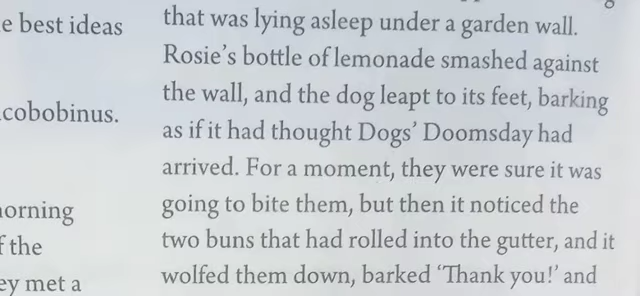 e best ideas
cobobinus.
orning
f the
ey met a
that was lying asleep under a garden wall.
Rosie's bottle of lemonade smashed against
the wall, and the dog leapt to its feet, barking
as if it had thought Dogs' Doomsday had
arrived. For a moment, they were sure it was
going to bite them, but then it noticed the
two buns that had rolled into the gutter, and it
wolfed them down, barked ‘Thank you!’ and